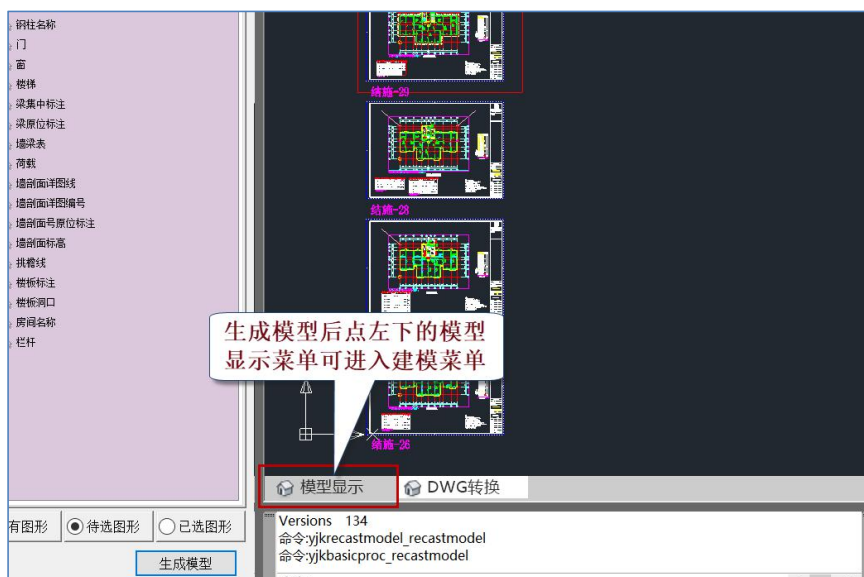 钢柱名称
门
窗
楼梯
梁集中标注
梁原位标注
墙梁表
荷载
墙剖面详图线
墙剖面详图编号
墙剖面号原位标注
墙剖面标高
挑檐线
楼板标注
楼板洞口
房间名称
栏杆
结施-29
结施-28
生成模型后点左下的模型
显示菜单可进入建模菜单
结施-26
模型显示
DWG转换
有图形
待选图形
已选图形
生成模型
Versions 134
命令:yjkrecastmodel_recastmodel
命令:yjkbasicproc_recastmodel